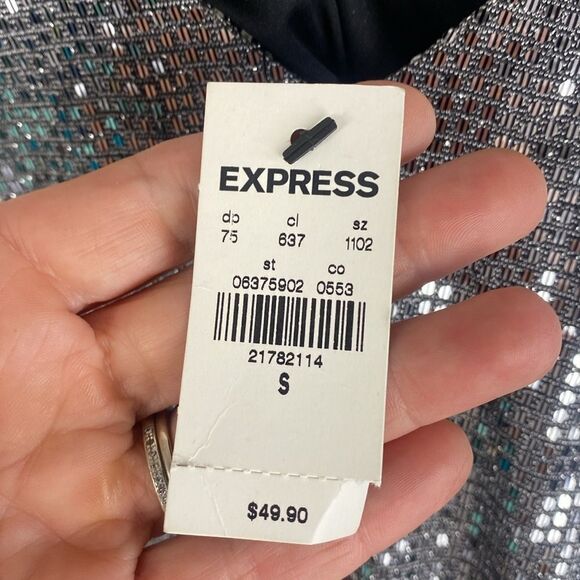 EXPRESS
dp cl sz
75 637 1102
st co
06375902 0553
21782114
S
$49.90